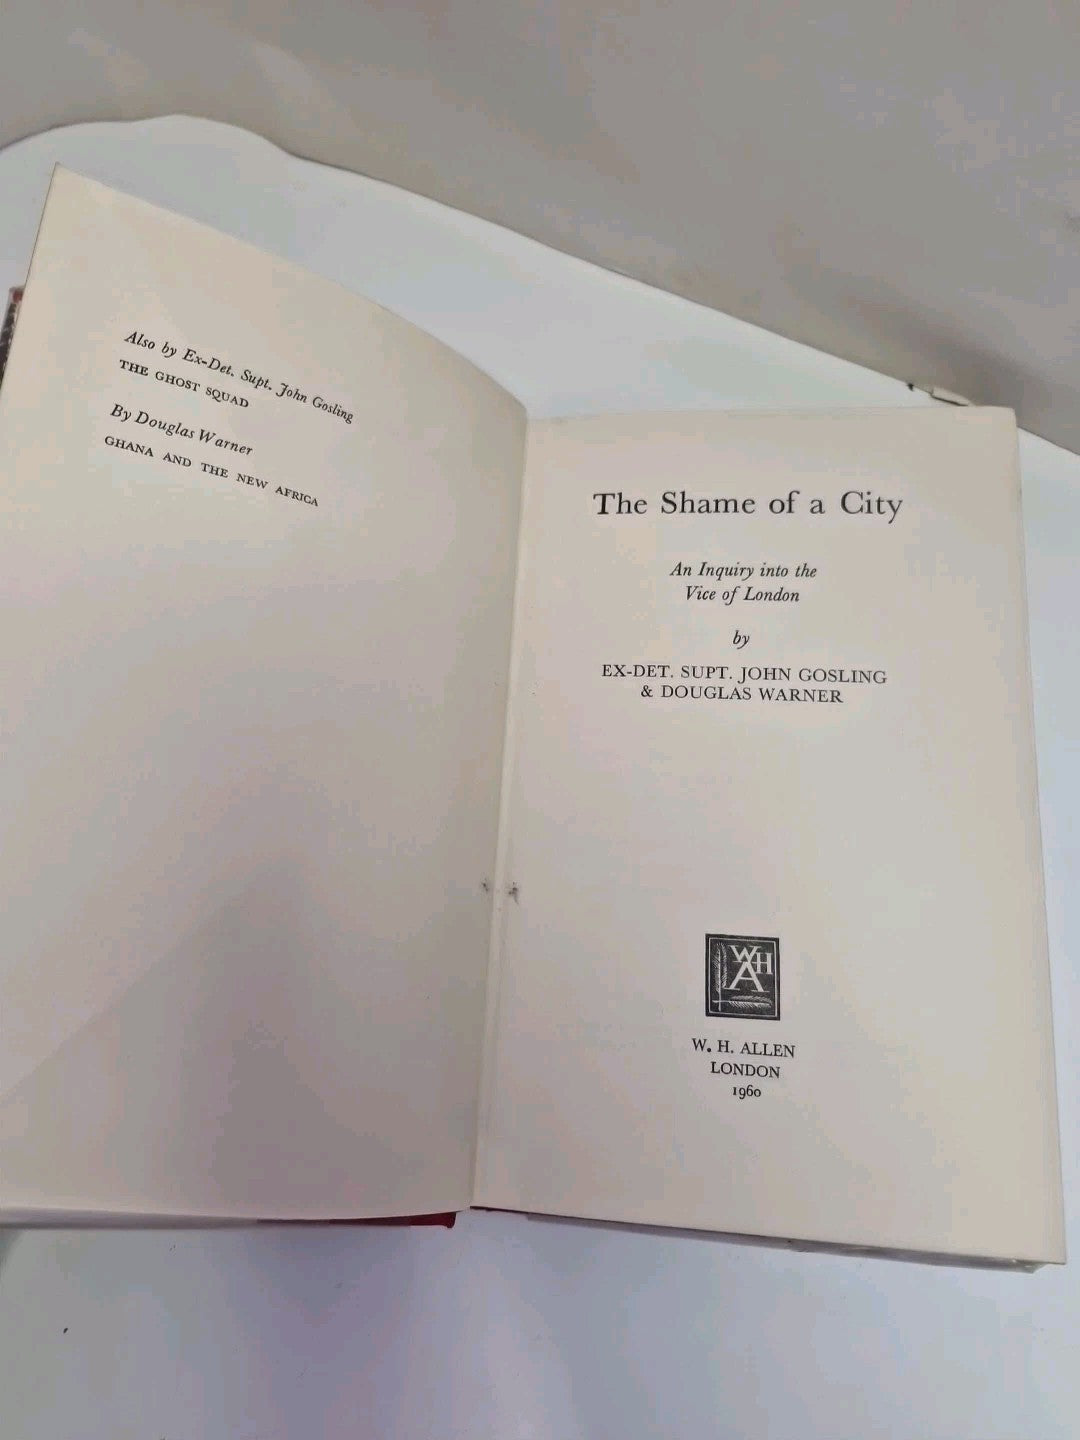 Also by Ex-Det. Supt. John Gosling
THE GHOST SQUAD
By Douglas Warner
GHANA AND THE NEW AFRICA
The Shame of a City
An Inquiry into the
Vice of London
by
EX-DET. SUPT. JOHN GOSLING
& DOUGLAS WARNER
WHA
W. H. ALLEN
LONDON
1960